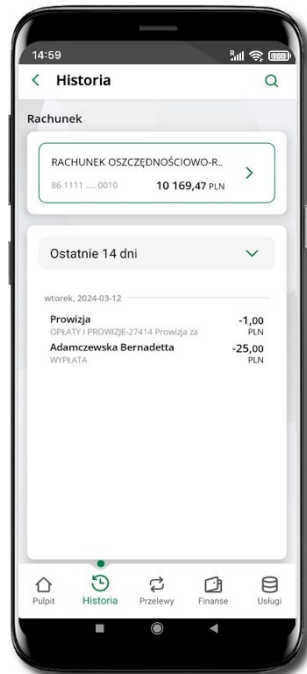 14:59
Historia
Rachunek
RACHUNEK OSZCZĘDNOŚCIOWO-R..
86 1111 .... 0010 10 169,47 PLN
Ostatnie 14 dni
wtorek, 2024-03-12
Prowizja -1,00
OPŁATY I PROWIZJE-27414 Prowizja za PLN
Adamczewska Bernadetta -25,00
WYPŁATA PLN
Pulpit Historia Przelewy Finanse Usługi